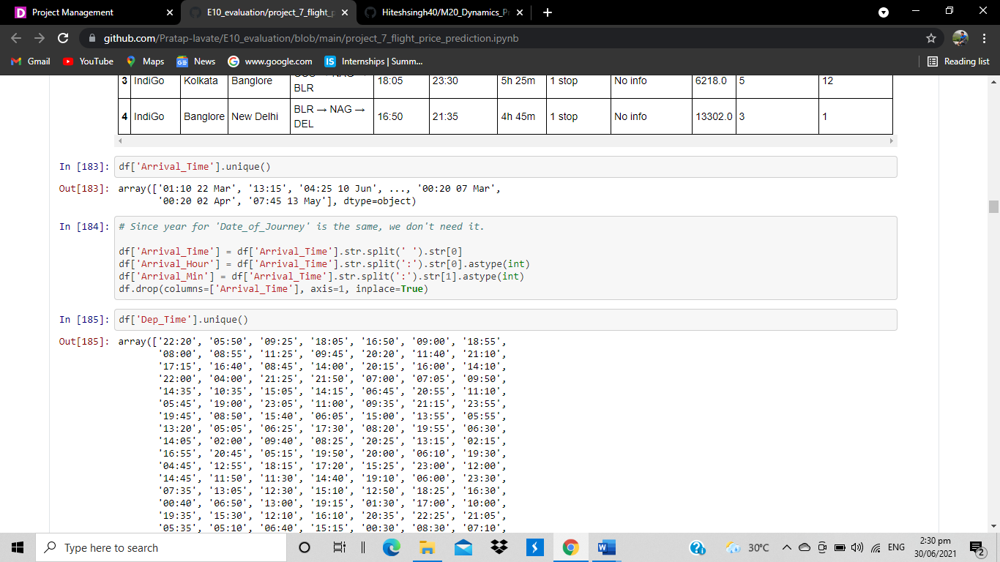 Project Management
E10_evaluation/project_7_flight_p
Hiteshsingh40/M20_Dynamics_Pr
github.com/Pratap-lavate/E10_evaluation/blob/main/project_7_flight_price_prediction.ipynb
Gmail YouTube Maps News www.google.com Internships | Summ... Reading list
3 IndiGo Kolkata Banglore 18:05 23:30 5h 25m 1 stop No info 6218.0 5 12
BLR
BLR → NAG →
4 IndiGo Banglore New Delhi 16:50 21:35 4h 45m 1 stop No info 13302.0 3 1
DEL
In [183]: df['Arrival_Time'].unique()
Out[183]: array(['01:10 22 Mar', '13:15', '04:25 10 Jun', ..., '00:20 07 Mar',
'00:20 02 Apr', '07:45 13 May'], dtype=object)
In [184]: # Since year for 'Date_of_Journey' is the same, we don't need it.
df['Arrival_Time'] = df['Arrival_Time'].str.split(' ').str[0]
df['Arrival_Hour'] = df['Arrival_Time'].str.split(':').str[0].astype(int)
df['Arrival_Min'] = df['Arrival_Time'].str.split(':').str[1].astype(int)
df.drop(columns=['Arrival_Time'], axis=1, inplace=True)
In [185]: df['Dep_Time'].unique()
Out[185]: array(['22:20', '05:50', '09:25', '18:05', '16:50', '09:00', '18:55',
'08:00', '08:55', '11:25', '09:45', '20:20', '11:40', '21:10',
'17:15', '16:40', '08:45', '14:00', '20:15', '16:00', '14:10',
'22:00', '04:00', '21:25', '21:50', '07:00', '07:05', '09:50',
'14:35', '10:35', '15:05', '14:15', '06:45', '20:55', '11:10',
'05:45', '19:00', '23:05', '11:00', '09:35', '21:15', '23:55',
'19:45', '08:50', '15:40', '06:05', '15:00', '13:55', '05:55',
'13:20', '05:05', '06:25', '17:30', '08:20', '19:55', '06:30',
'14:05', '02:00', '09:40', '08:25', '20:25', '13:15', '02:15',
'16:55', '20:45', '05:15', '19:50', '20:00', '06:10', '19:30',
'04:45', '12:55', '18:15', '17:20', '15:25', '23:00', '12:00',
'14:45', '11:50', '11:30', '14:40', '19:10', '06:00', '23:30',
'07:35', '13:05', '12:30', '15:10', '12:50', '18:25', '16:30',
'00:40', '06:50', '13:00', '19:15', '01:30', '17:00', '10:00',
'19:35', '15:30', '12:10', '16:10', '20:35', '22:25', '21:05',
'05:35', '05:10', '06:40', '15:15', '00:30', '08:30', '07:10',
Type here to search
30°C ENG
2:30 pm
30/06/2021
2